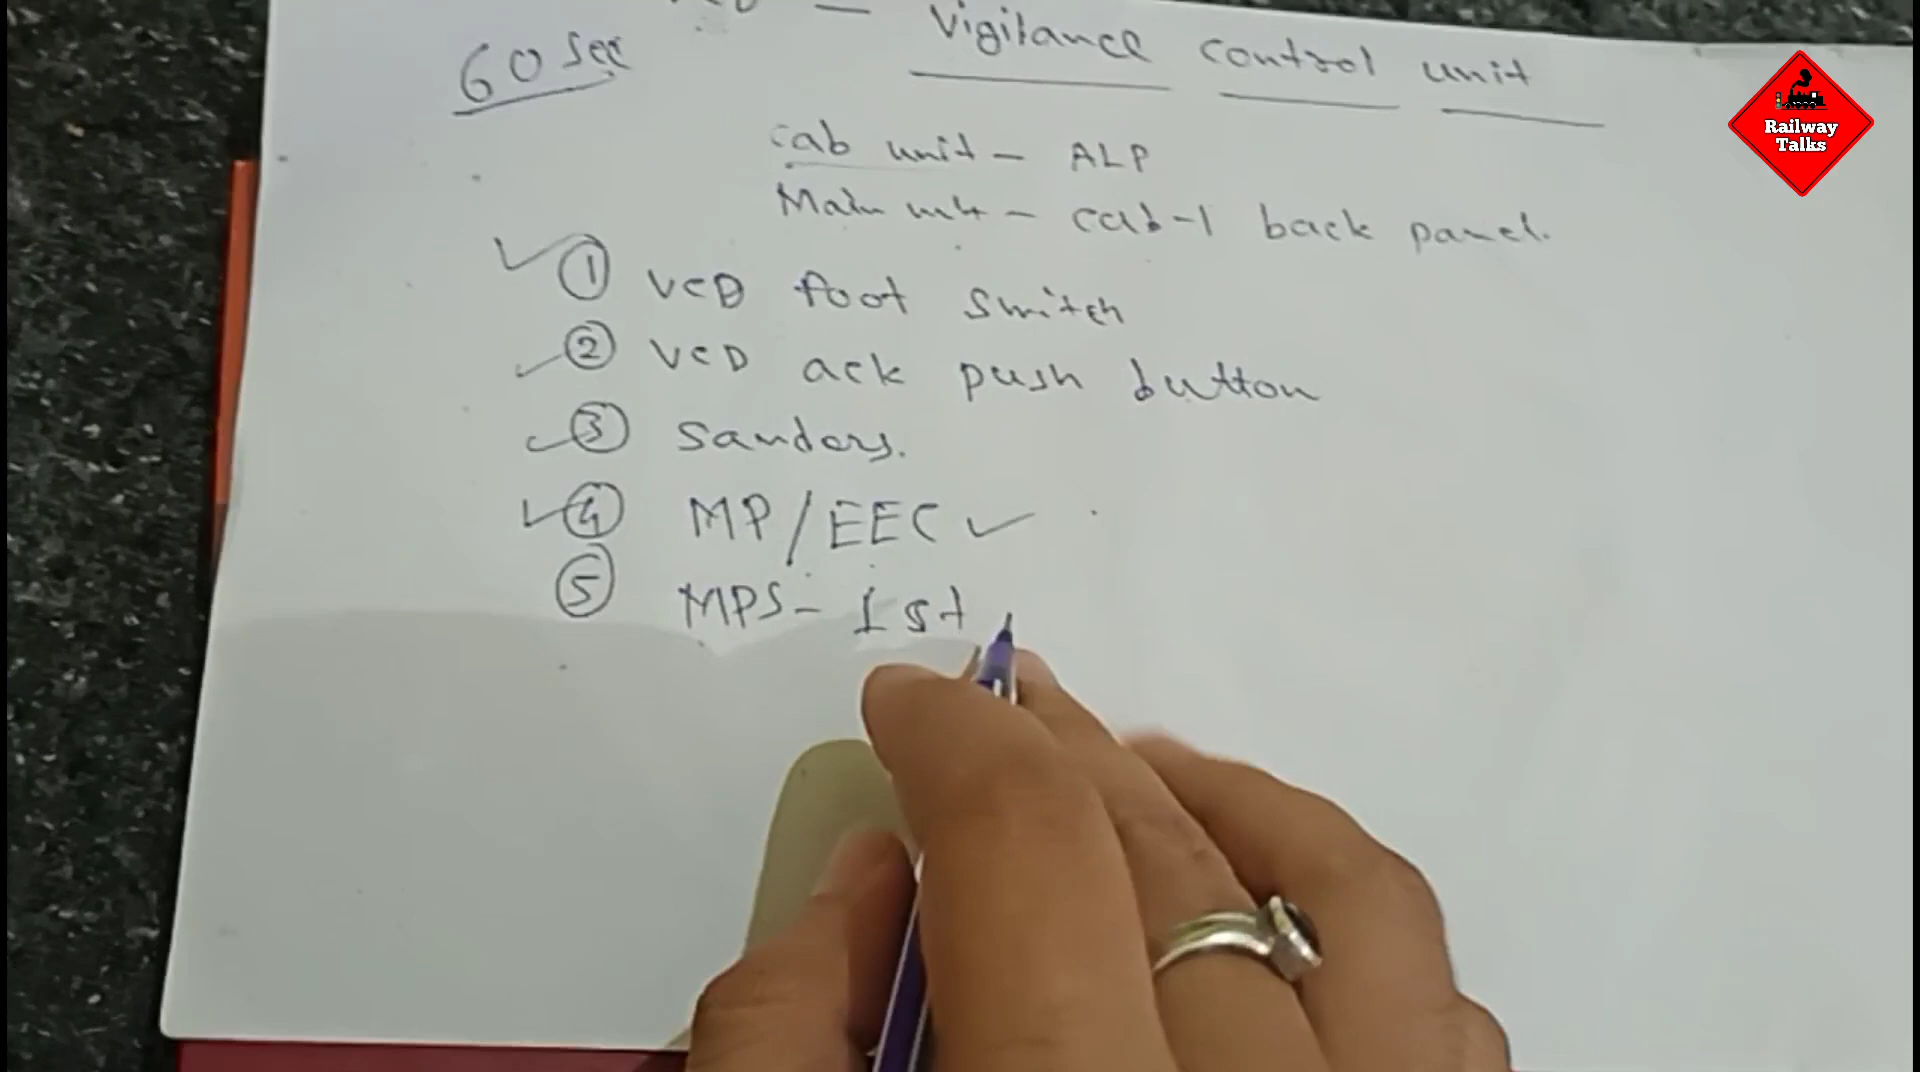 60 sec
— Vigilance control unit
cab unit — ALP
Main unit — cab-1 back panel.
① VCD foot switch
② VCD ack push button
③ Sanders.
④ MP/EEC ✓
⑤ MPS - 1st
Railway
Talks